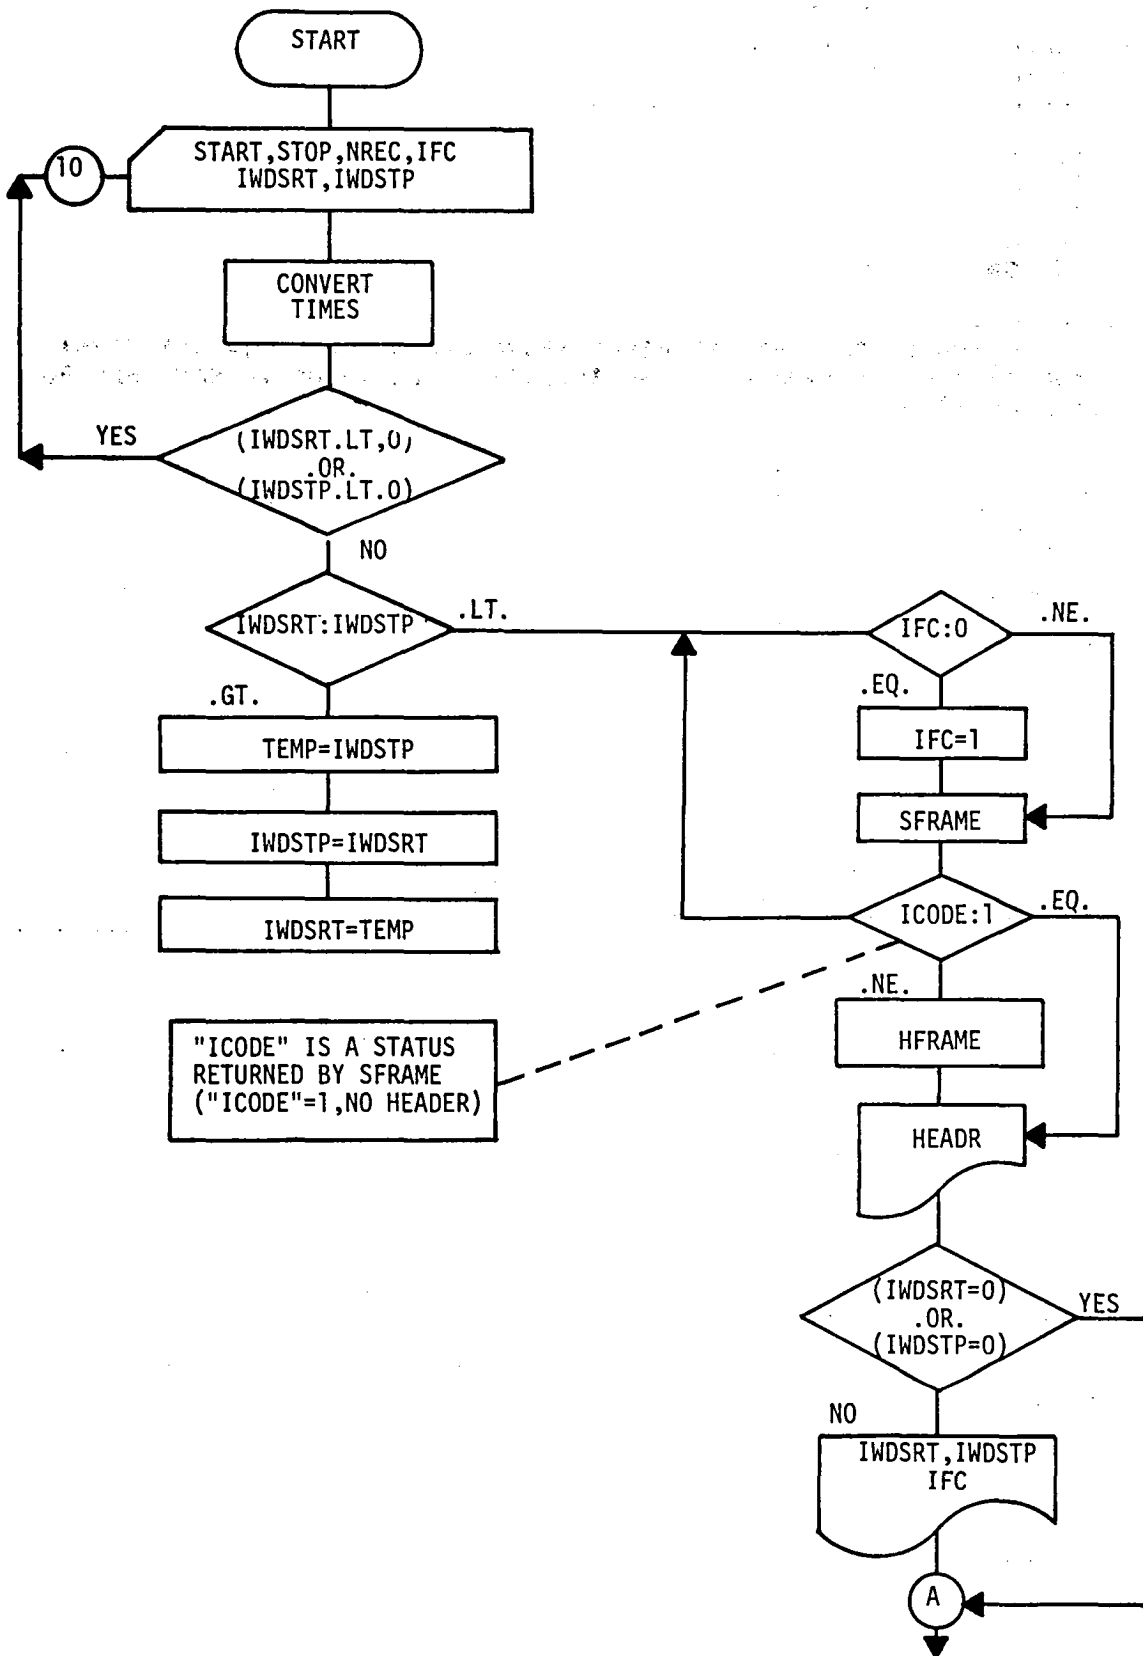 START
10
START,STOP,NREC,IFC
IWDSRT,IWDSTP
CONVERT
TIMES
YES
(IWDSRT.LT,0)
.OR.
(IWDSTP.LT.0)
NO
IWDSRT:IWDSTP
.LT.
.GT.
TEMP=IWDSTP
IWDSTP=IWDSRT
IWDSRT=TEMP
"ICODE" IS A STATUS
RETURNED BY SFRAME
("ICODE"=1,NO HEADER)
IFC:0
.NE.
.EQ.
IFC=1
SFRAME
ICODE:1
.EQ.
.NE.
HFRAME
HEADR
(IWDSRT=0)
.OR.
(IWDSTP=0)
YES
NO
IWDSRT,IWDSTP
IFC
A